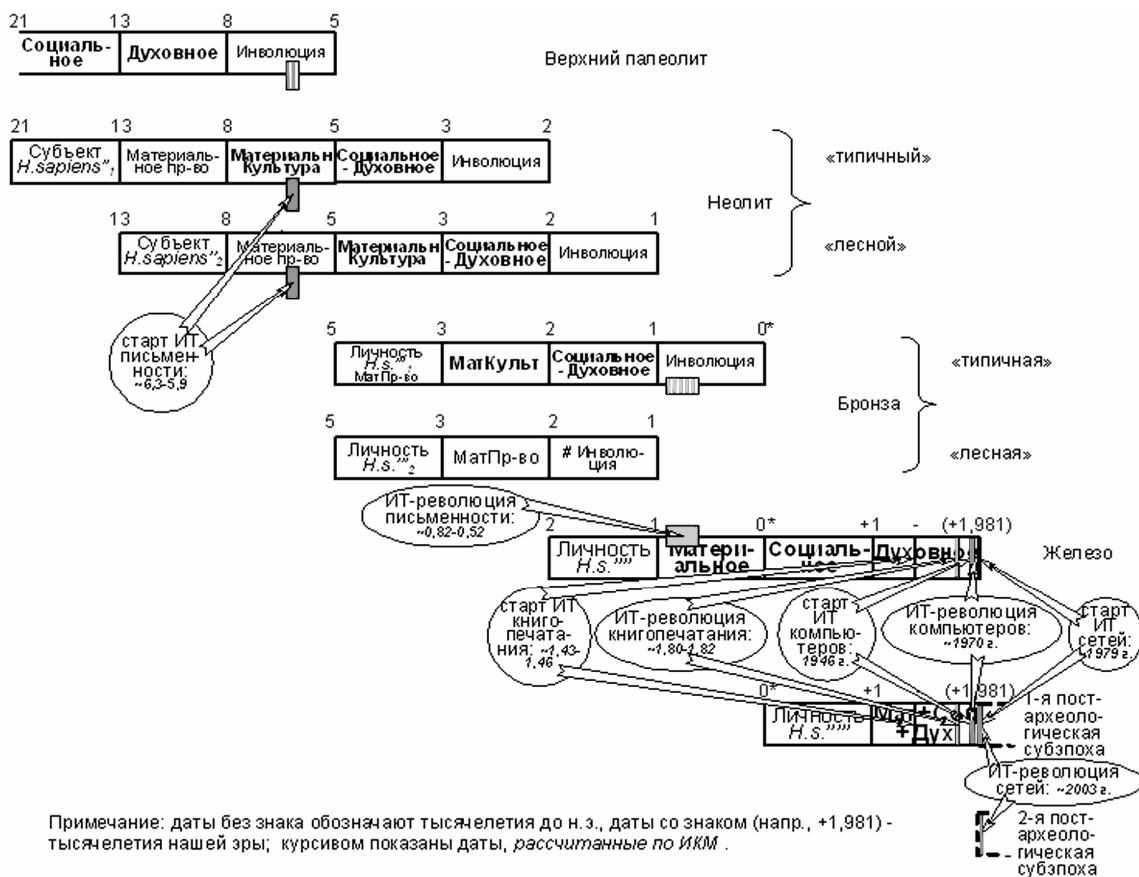 21 13 8 5
Социаль-
ное
Духовное
Инволюция
Верхний палеолит
21 13 8 5 3 2
Субъект
H.sapiens''₁
Материаль-
ное пр-во
Материальн
Культура
Социальное
- Духовное
Инволюция
«типичный»
Неолит
13 8 5 3 2 1
Субъект
H.sapiens''₂
Материаль-
ное пр-во
Материальн
Культура
Социальное
- Духовное
Инволюция
«лесной»
старт ИТ
письмен-
ности:
~6,3-5,9
5 3 2 1 0*
Личность
H.s.'''₁
МатПр-во
МатКульт
Социальное
- Духовное
Инволюция
«типичная»
Бронза
5 3 2 1
Личность
H.s.'''₂
МатПр-во
# Инволю-
ция
«лесная»
ИТ-революция
письменности:
~0,82-0,52
2 1 0* +1 - (+1,981)
Личность
H.s.''''
Матери-
альное
Социаль-
ное
Духовное
Железо
старт ИТ
книго-
печата-
ния: ~1,43-
1,46
ИТ-революция
книгопечатания:
~1,80-1,82
старт
ИТ
компью-
теров:
1946 г.
ИТ-революция
компьютеров:
~1970 г.
старт
ИТ
сетей:
~1979 г.
0* +1 (+1,981)
Личность
H.s.'''''
+Дух
1-я пост-
археоло-
гическая
субэпоха
ИТ-революция
сетей: ~2003 г.
2-я пост-
археоло-
гическая
субэпоха
Примечание: даты без знака обозначают тысячелетия до н.э., даты со знаком (напр., +1,981) -
тысячелетия нашей эры; курсивом показаны даты, рассчитанные по ИКМ .